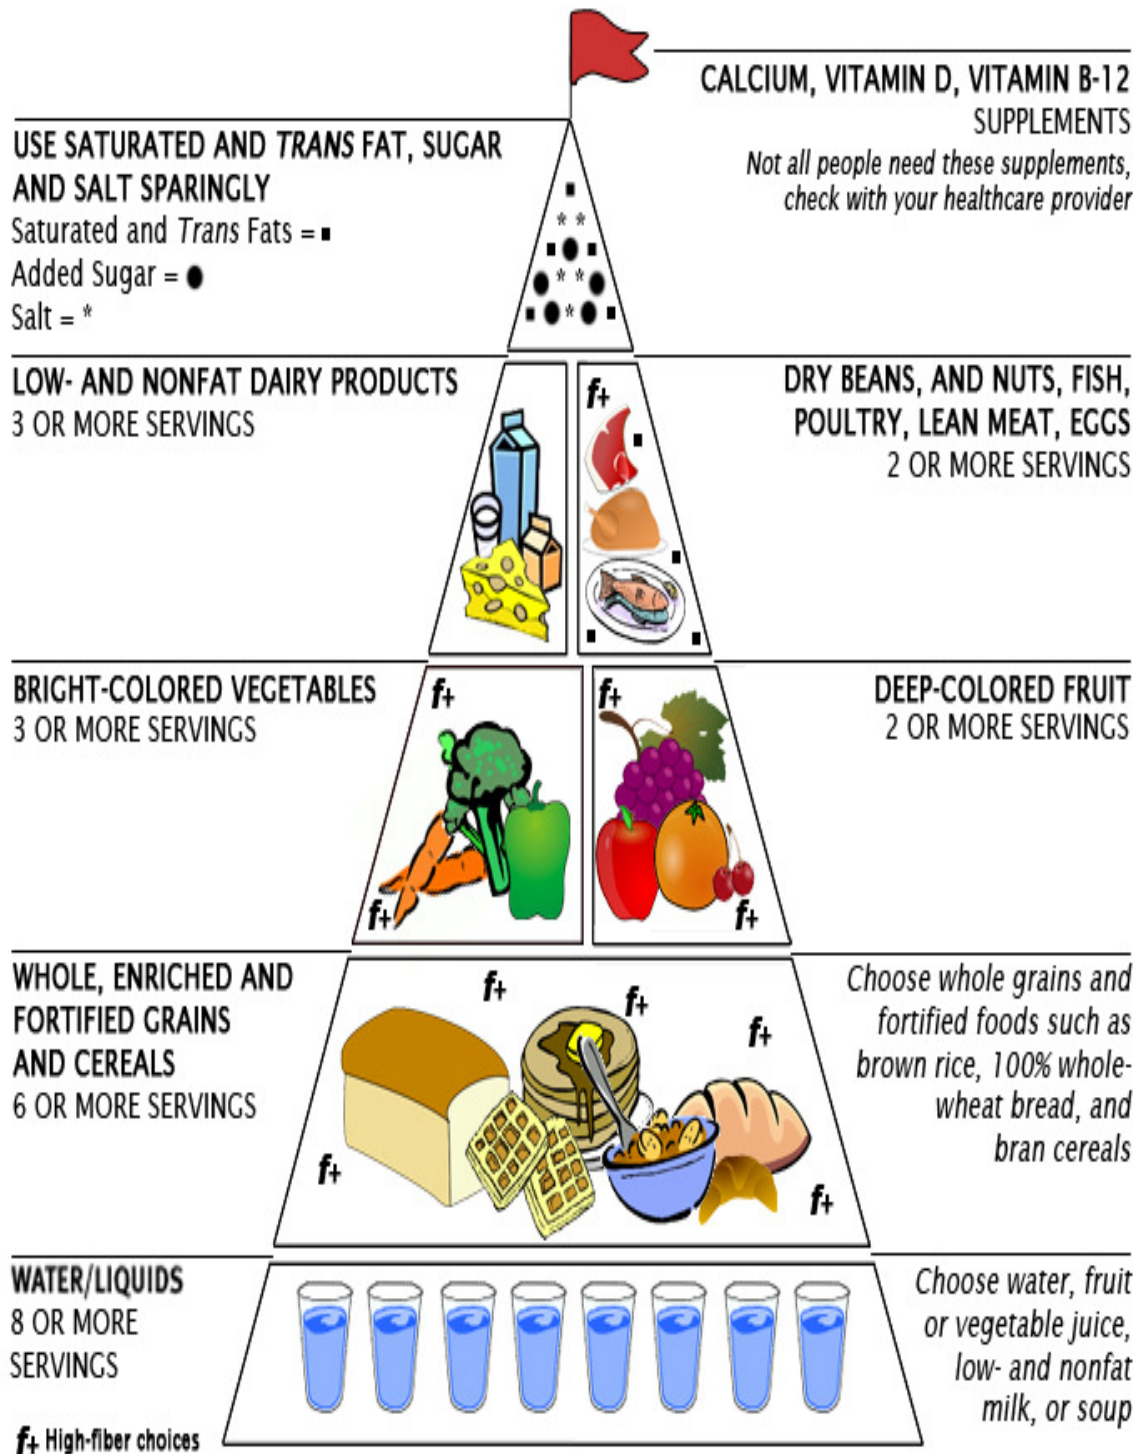 CALCIUM, VITAMIN D, VITAMIN B-12
SUPPLEMENTS
Not all people need these supplements,
check with your healthcare provider
USE SATURATED AND TRANS FAT, SUGAR
AND SALT SPARINGLY
Saturated and Trans Fats = ▪
Added Sugar = ●
Salt = *
LOW- AND NONFAT DAIRY PRODUCTS
3 OR MORE SERVINGS
f+
DRY BEANS, AND NUTS, FISH,
POULTRY, LEAN MEAT, EGGS
2 OR MORE SERVINGS
BRIGHT-COLORED VEGETABLES
3 OR MORE SERVINGS
f+
f+
f+
f+
DEEP-COLORED FRUIT
2 OR MORE SERVINGS
WHOLE, ENRICHED AND
FORTIFIED GRAINS
AND CEREALS
6 OR MORE SERVINGS
f+
f+
f+
f+
f+
Choose whole grains and
fortified foods such as
brown rice, 100% whole-
wheat bread, and
bran cereals
WATER/LIQUIDS
8 OR MORE
SERVINGS
Choose water, fruit
or vegetable juice,
low- and nonfat
milk, or soup
f+ High-fiber choices